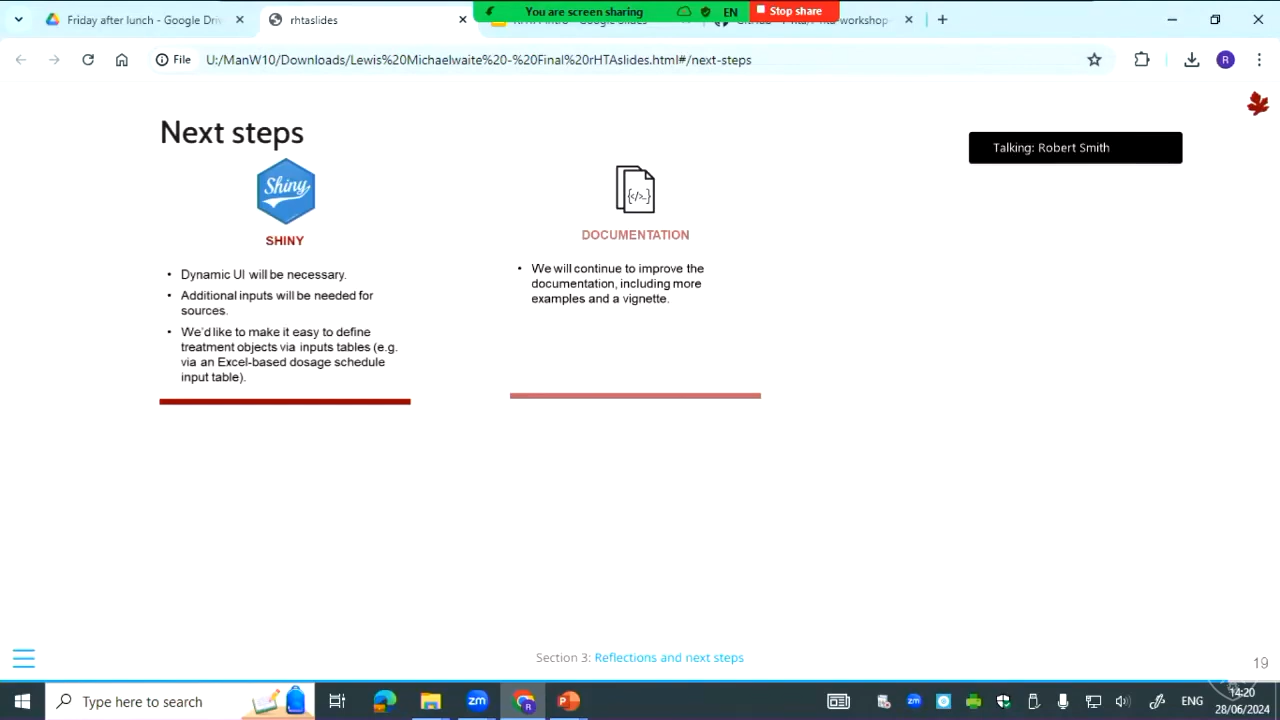 Friday after lunch - Google Dri
rhtaslides
You are screen sharing
EN
Stop share
File
U:/ManW10/Downloads/Lewis%20Michaelwaite%20-%20Final%20rHTAslides.html#/next-steps
R
Next steps
Talking: Robert Smith
Shiny
SHINY
• Dynamic UI will be necessary.
• Additional inputs will be needed for
sources.
• We'd like to make it easy to define
treatment objects via inputs tables (e.g.
via an Excel-based dosage schedule
input table).
{</>..}
DOCUMENTATION
• We will continue to improve the
documentation, including more
examples and a vignette.
Section 3: Reflections and next steps
19
Type here to search
zm
R
zm
ENG
14:20
28/06/2024